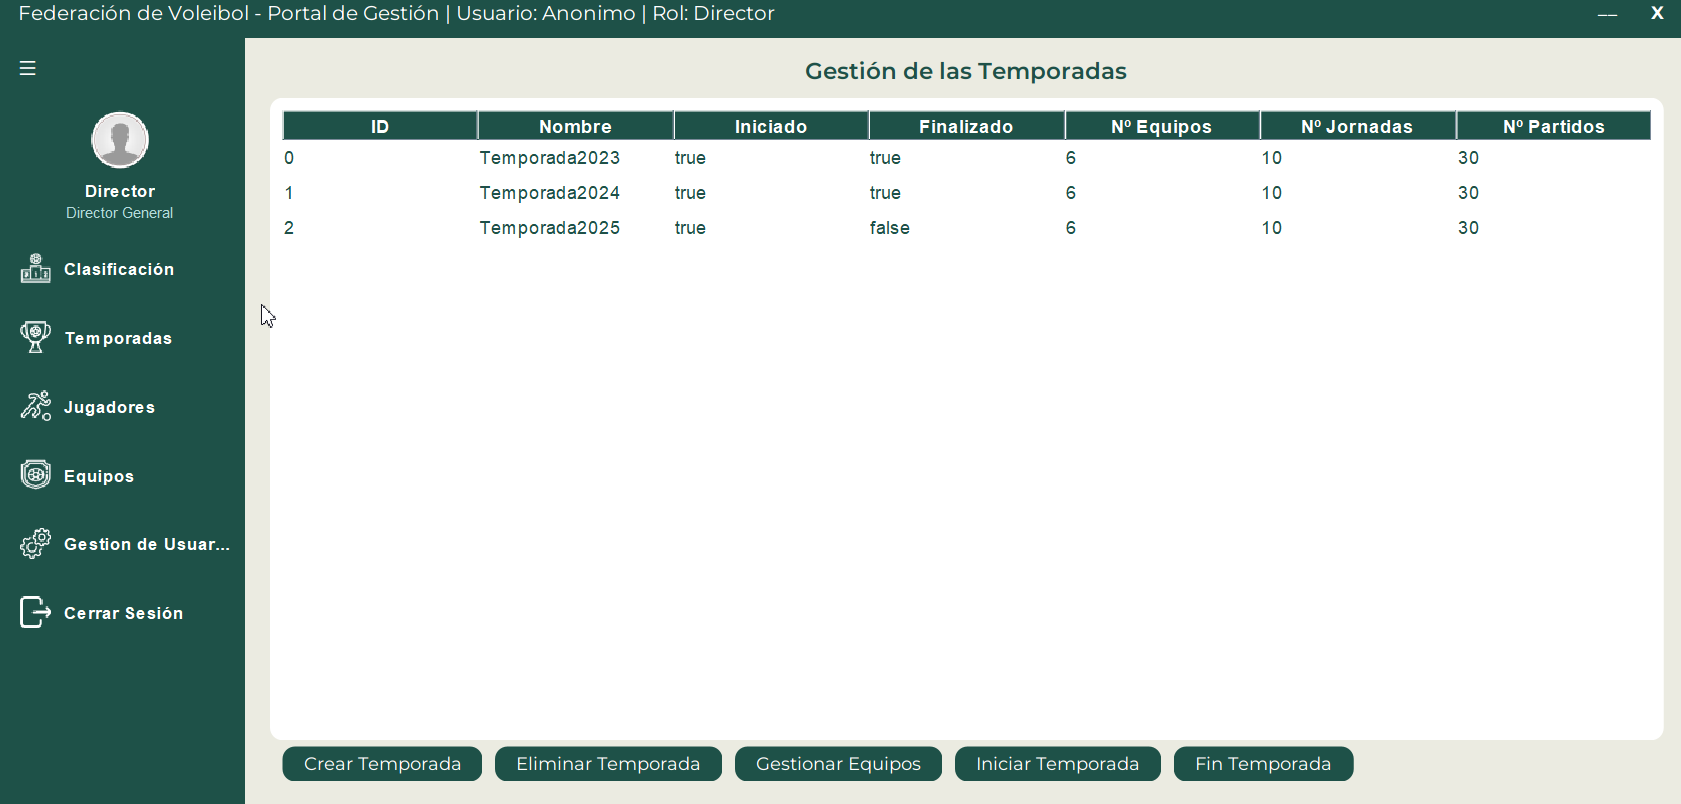 Federación de Voleibol - Portal de Gestión | Usuario: Anonimo | Rol: Director
X
Director
Director General
Clasificación
Temporadas
Jugadores
Equipos
Gestion de Usuar...
Cerrar Sesión
Gestión de las Temporadas
ID Nombre Iniciado Finalizado Nº Equipos Nº Jornadas Nº Partidos
0 Temporada2023 true true 6 10 30
1 Temporada2024 true true 6 10 30
2 Temporada2025 true false 6 10 30
Crear Temporada Eliminar Temporada Gestionar Equipos Iniciar Temporada Fin Temporada